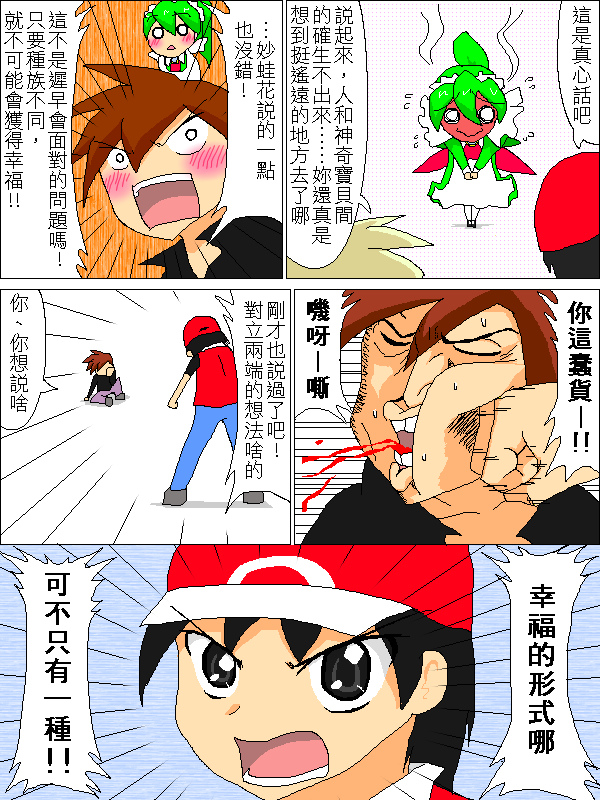 這是真心話吧
說起來，人和神奇寶貝間
的確生不出來……妳還真是
想到挺遙遠的地方去了哪
…妙蛙花說的一點
也沒錯！
這不是遲早會面對的問題嗎！
只要種族不同，
就不可能會獲得幸福！！
你這蠢貨ー！！
嘰呀ー嘶
剛才也說過了吧！
對立兩端的想法啥的
你、你想說啥
幸福的形式哪
可不只有一種！！